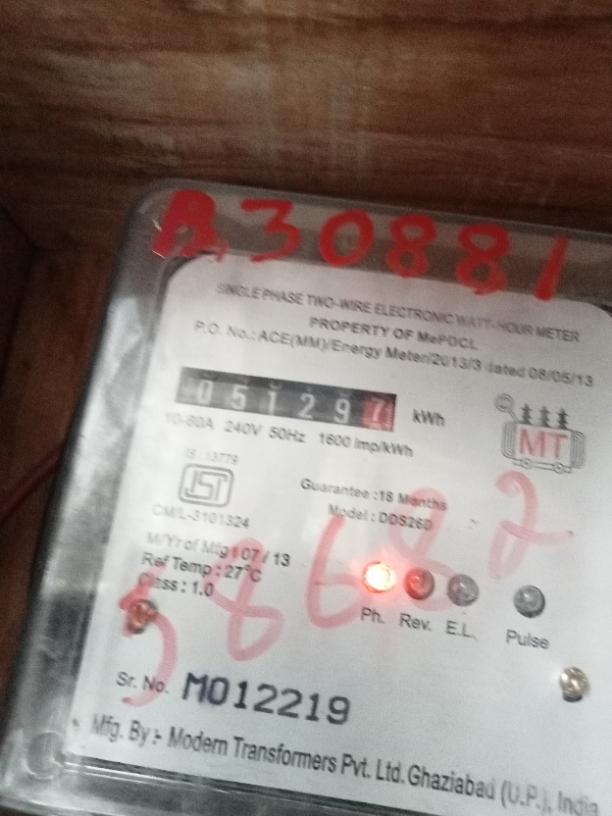 B,30881
SINGLE PHASE TWO-WIRE ELECTRONIC WATT-HOUR METER
PROPERTY OF MePDCL
P.O. No.: ACE(MM)/Energy Meter/2013/3 dated 08/05/13
051297 kWh
10-60A 240V 50Hz 1600 Imp/kWh
MT
IS : 13779
ISI
CM/L-3101324
Guarantee :18 Months
Model : DDS26D
M/Yr of Mfg : 07 / 13
Ref Temp : 27°C
Class : 1.0
38682
Ph. Rev. E.L. Pulse
Sr. No. M012219
Mfg. By :- Modern Transformers Pvt. Ltd. Ghaziabad (U.P.), India